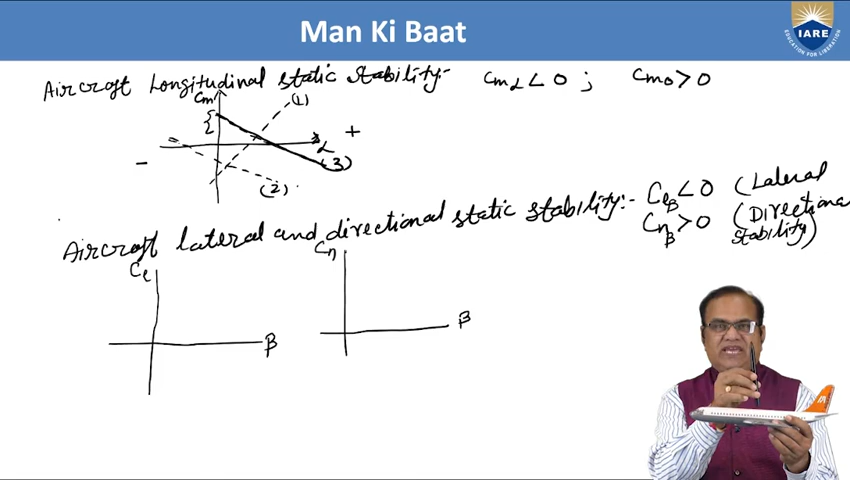 Man Ki Baat
IARE
EDUCATION FOR LIBERATION
Aircraft Longitudinal static stability:- Cmα < 0 ; Cm0 > 0
Cm
(1)
+
α
-
(3)
(2)
Aircraft lateral and directional static stability:- Clβ < 0 (Lateral
Cnβ > 0 (Directional
stability)
Cl
β
Cn
β